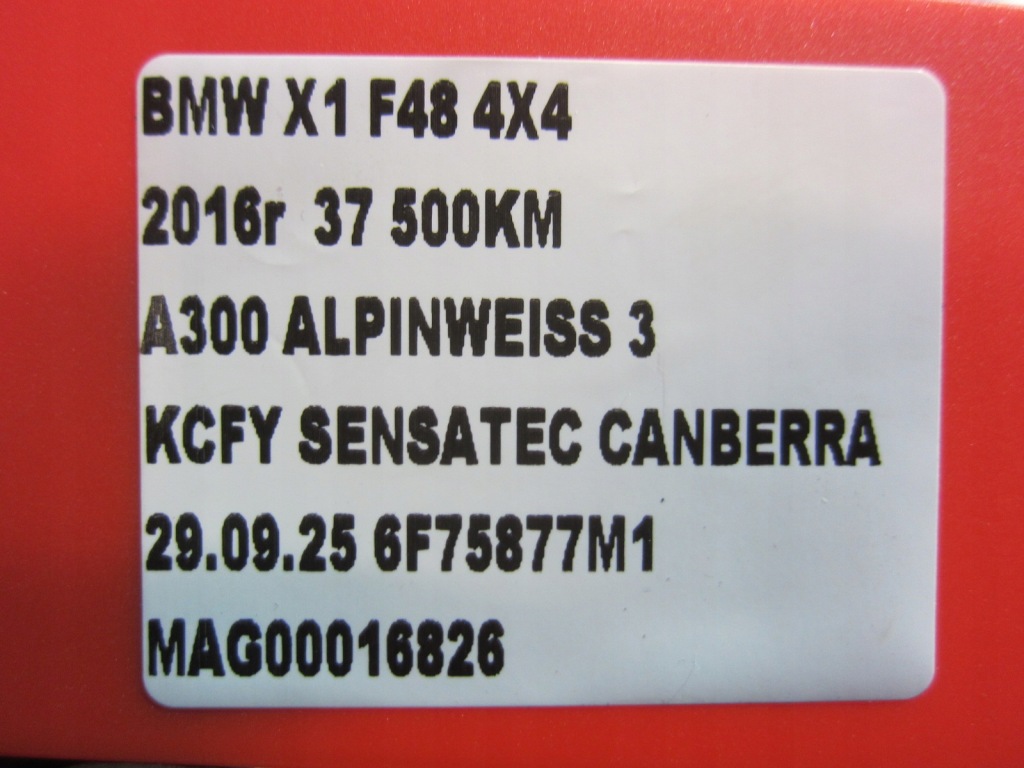 BMW X1 F48 4X4
2016r 37 500KM
A300 ALPINWEISS 3
KCFY SENSATEC CANBERRA
29.09.25 6F75877M1
MAG00016826